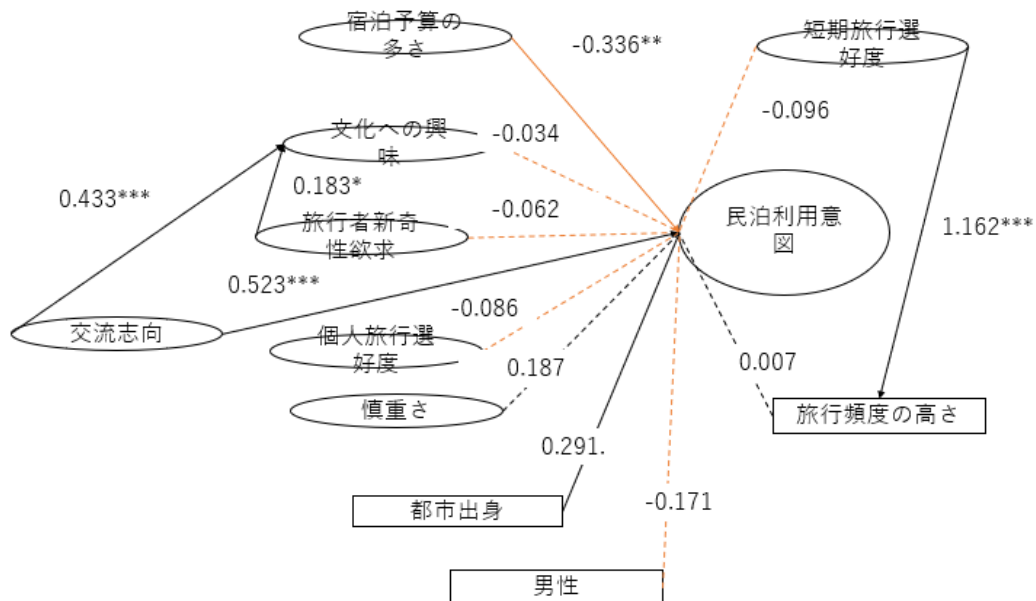 宿泊予算の
多さ
-0.336**
短期旅行選
好度
-0.096
文化への興
味
-0.034
0.433***
0.183*
-0.062
旅行者新奇
性欲求
民泊利用意
図
1.162***
0.523***
交流志向
-0.086
個人旅行選
好度
0.187
0.007
慎重さ
旅行頻度の高さ
0.291.
都市出身
-0.171
男性